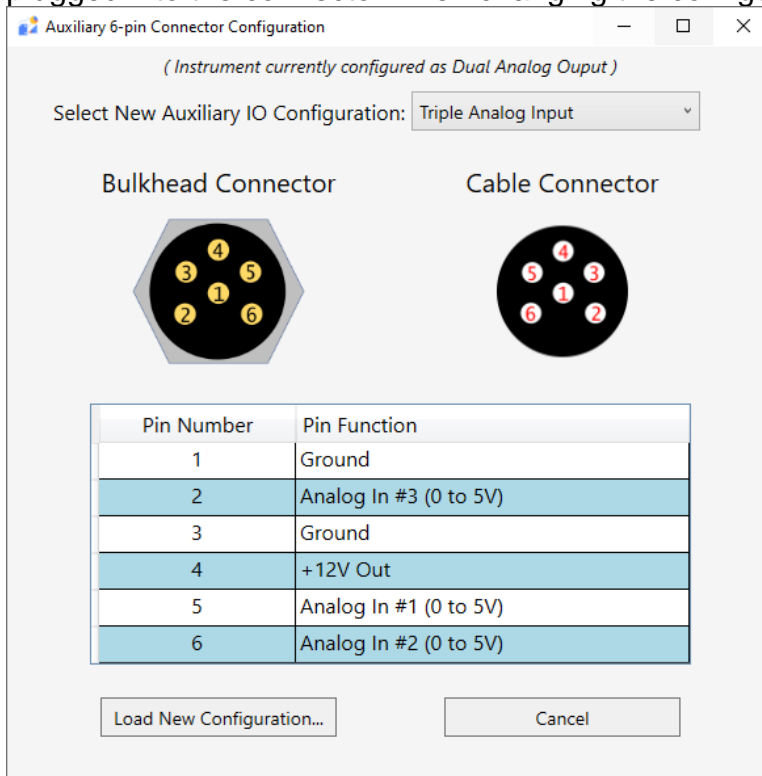 Auxiliary 6-pin Connector Configuration
( Instrument currently configured as Dual Analog Ouput )
Select New Auxiliary IO Configuration: Triple Analog Input
Bulkhead Connector
Cable Connector
4
3 5
1
2 6
4
5 3
1
6 2
Pin Number Pin Function
1 Ground
2 Analog In #3 (0 to 5V)
3 Ground
4 +12V Out
5 Analog In #1 (0 to 5V)
6 Analog In #2 (0 to 5V)
Load New Configuration... Cancel